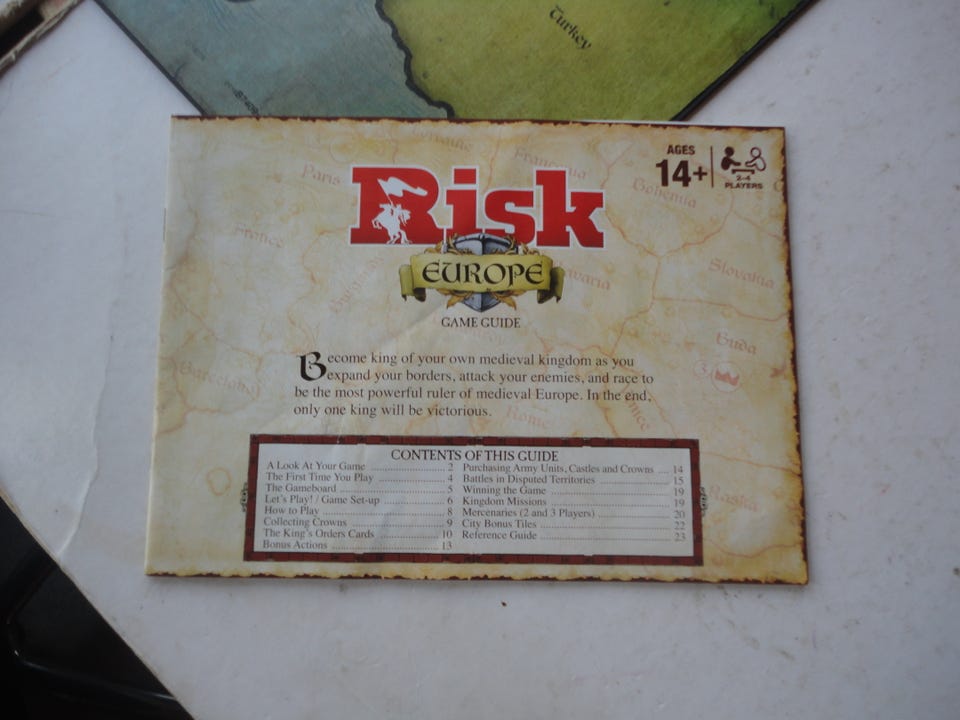 Turkey
AGES
14+
2-4
PLAYERS
Paris
Bohemia
France
Risk
EUROPE
Slovakia
GAME GUIDE
Buda
3
Become king of your own medieval kingdom as you
expand your borders, attack your enemies, and race to
be the most powerful ruler of medieval Europe. In the end,
only one king will be victorious.
(Barcelona)
Rome
CONTENTS OF THIS GUIDE
A Look At Your Game 2
The First Time You Play 4
The Gameboard 5
Let's Play! / Game Set-up 6
How to Play 8
Collecting Crowns 9
The King's Orders Cards 10
Bonus Actions 13
Purchasing Army Units, Castles and Crowns 14
Battles in Disputed Territories 15
Winning the Game 19
Kingdom Missions 19
Mercenaries (2 and 3 Players) 20
City Bonus Tiles 22
Reference Guide 23